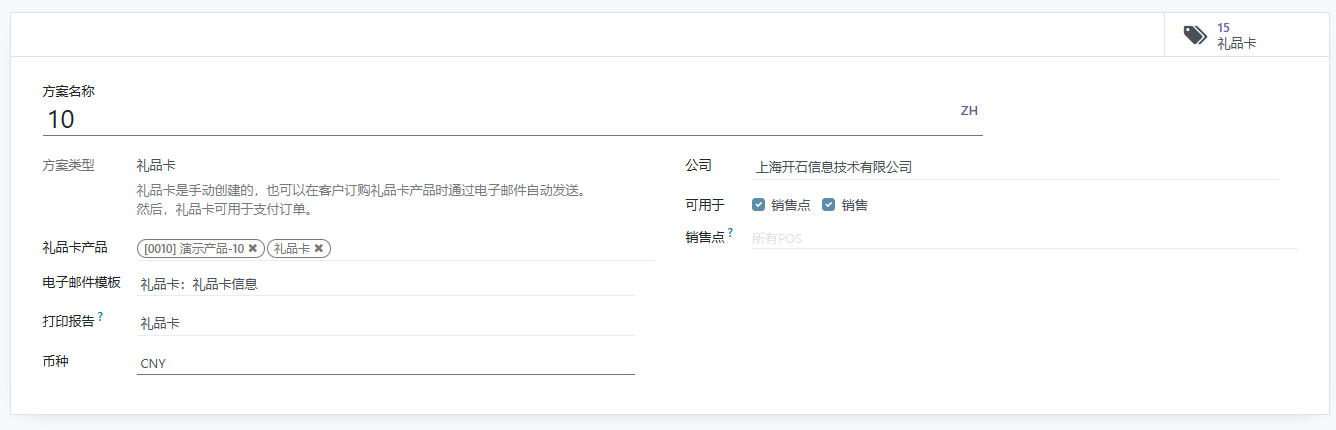 15
礼品卡
方案名称
10
ZH
方案类型
礼品卡
礼品卡是手动创建的，也可以在客户订购礼品卡产品时通过电子邮件自动发送。
然后，礼品卡可用于支付订单。
礼品卡产品
[0010] 演示产品-10 ✖ 礼品卡 ✖
电子邮件模板
礼品卡：礼品卡信息
打印报告 ?
礼品卡
币种
CNY
公司
上海开石信息技术有限公司
可用于
销售点 销售
销售点 ?
所有POS